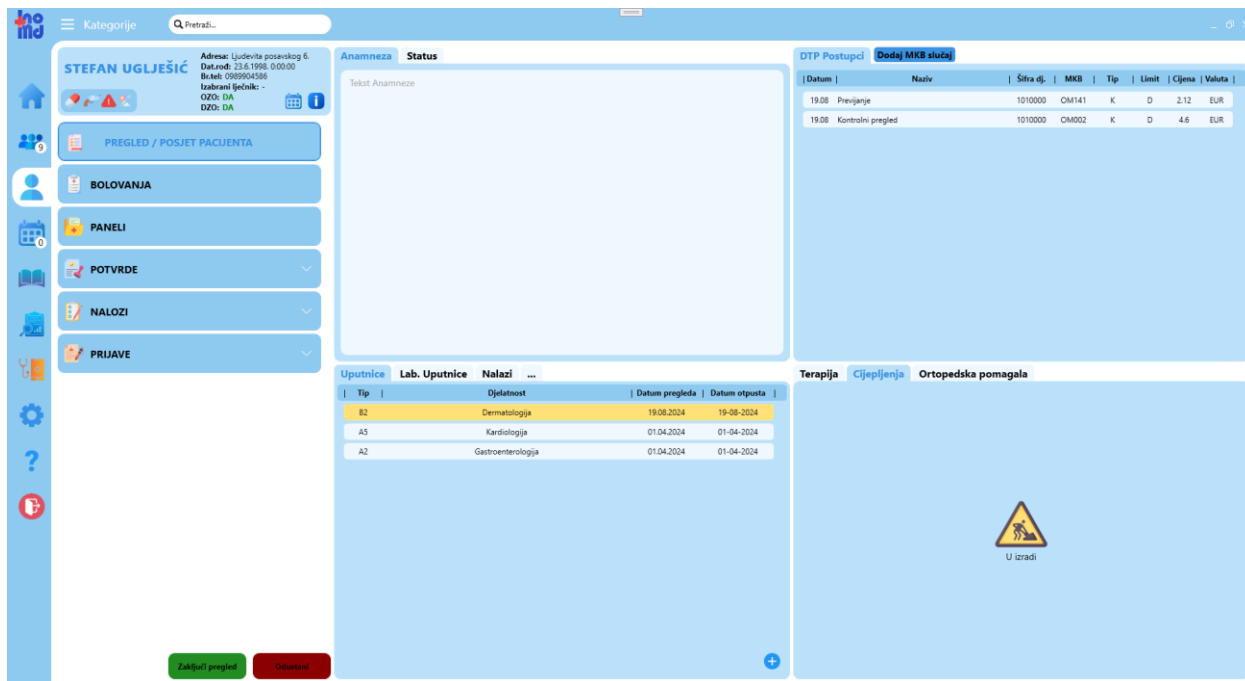 Kategorije
Pretraži...
STEFAN UGLJEŠIĆ
Adresa: Ljudevita posavskog 6.
Dat.rođ: 23.6.1998. 0:00:00
Br.tel: 0989904586
Izabrani liječnik: -
OZO: DA
DZO: DA
9
0
PREGLED / POSJET PACIJENTA
BOLOVANJA
PANELI
POTVRDE
NALOZI
PRIJAVE
Zaključi pregled
Odustani
Anamneza Status
Tekst Anamneze
Uputnice Lab. Uputnice Nalazi ...
| Tip | Djelatnost | Datum pregleda | Datum otpusta |
B2 Dermatologija 19.08.2024 19-08-2024
A5 Kardiologija 01.04.2024 01-04-2024
A2 Gastroenterologija 01.04.2024 01-04-2024
DTP Postupci Dodaj MKB slučaj
| Datum | Naziv | Šifra dj. | MKB | Tip | Limit | Cijena | Valuta |
19.08 Previjanje 1010000 OM141 K D 2.12 EUR
19.08 Kontrolni pregled 1010000 OM002 K D 4.6 EUR
Terapija Cijepljenja Ortopedska pomagala
U izradi